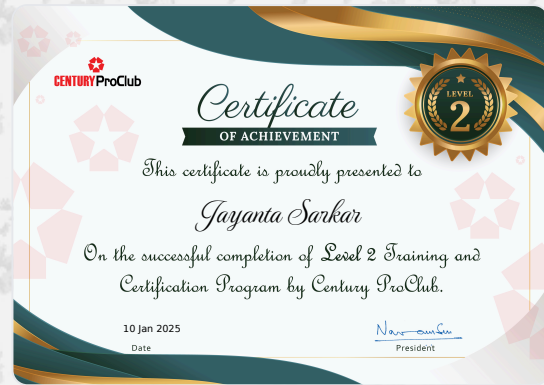 CENTURY ProClub
LEVEL
2
Certificate
OF ACHIEVEMENT
This certificate is proudly presented to
Jayanta Sarkar
On the successful completion of Level 2 Training and
Certification Program by Century ProClub.
10 Jan 2025
Date
President